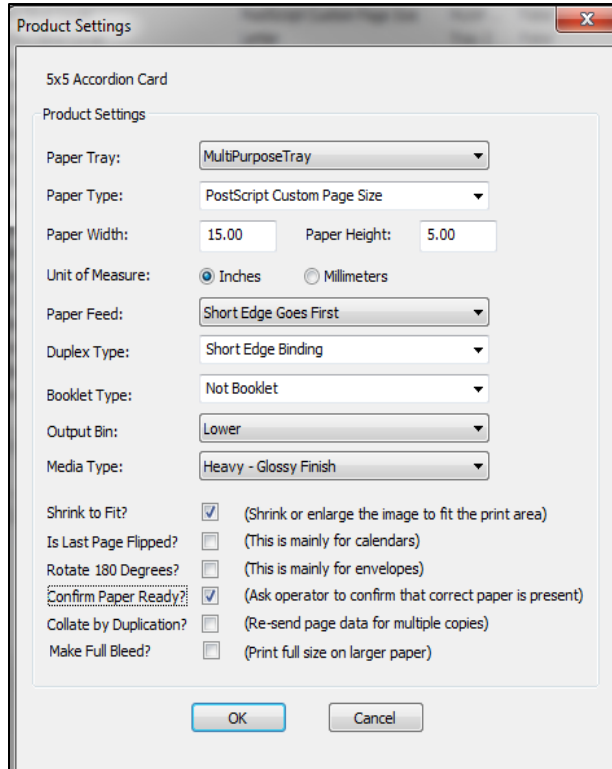 Product Settings
5x5 Accordion Card
Product Settings
Paper Tray: MultiPurposeTray
Paper Type: PostScript Custom Page Size
Paper Width: 15.00 Paper Height: 5.00
Unit of Measure: Inches Millimeters
Paper Feed: Short Edge Goes First
Duplex Type: Short Edge Binding
Booklet Type: Not Booklet
Output Bin: Lower
Media Type: Heavy - Glossy Finish
Shrink to Fit? (Shrink or enlarge the image to fit the print area)
Is Last Page Flipped? (This is mainly for calendars)
Rotate 180 Degrees? (This is mainly for envelopes)
Confirm Paper Ready? (Ask operator to confirm that correct paper is present)
Collate by Duplication? (Re-send page data for multiple copies)
Make Full Bleed? (Print full size on larger paper)
OK Cancel